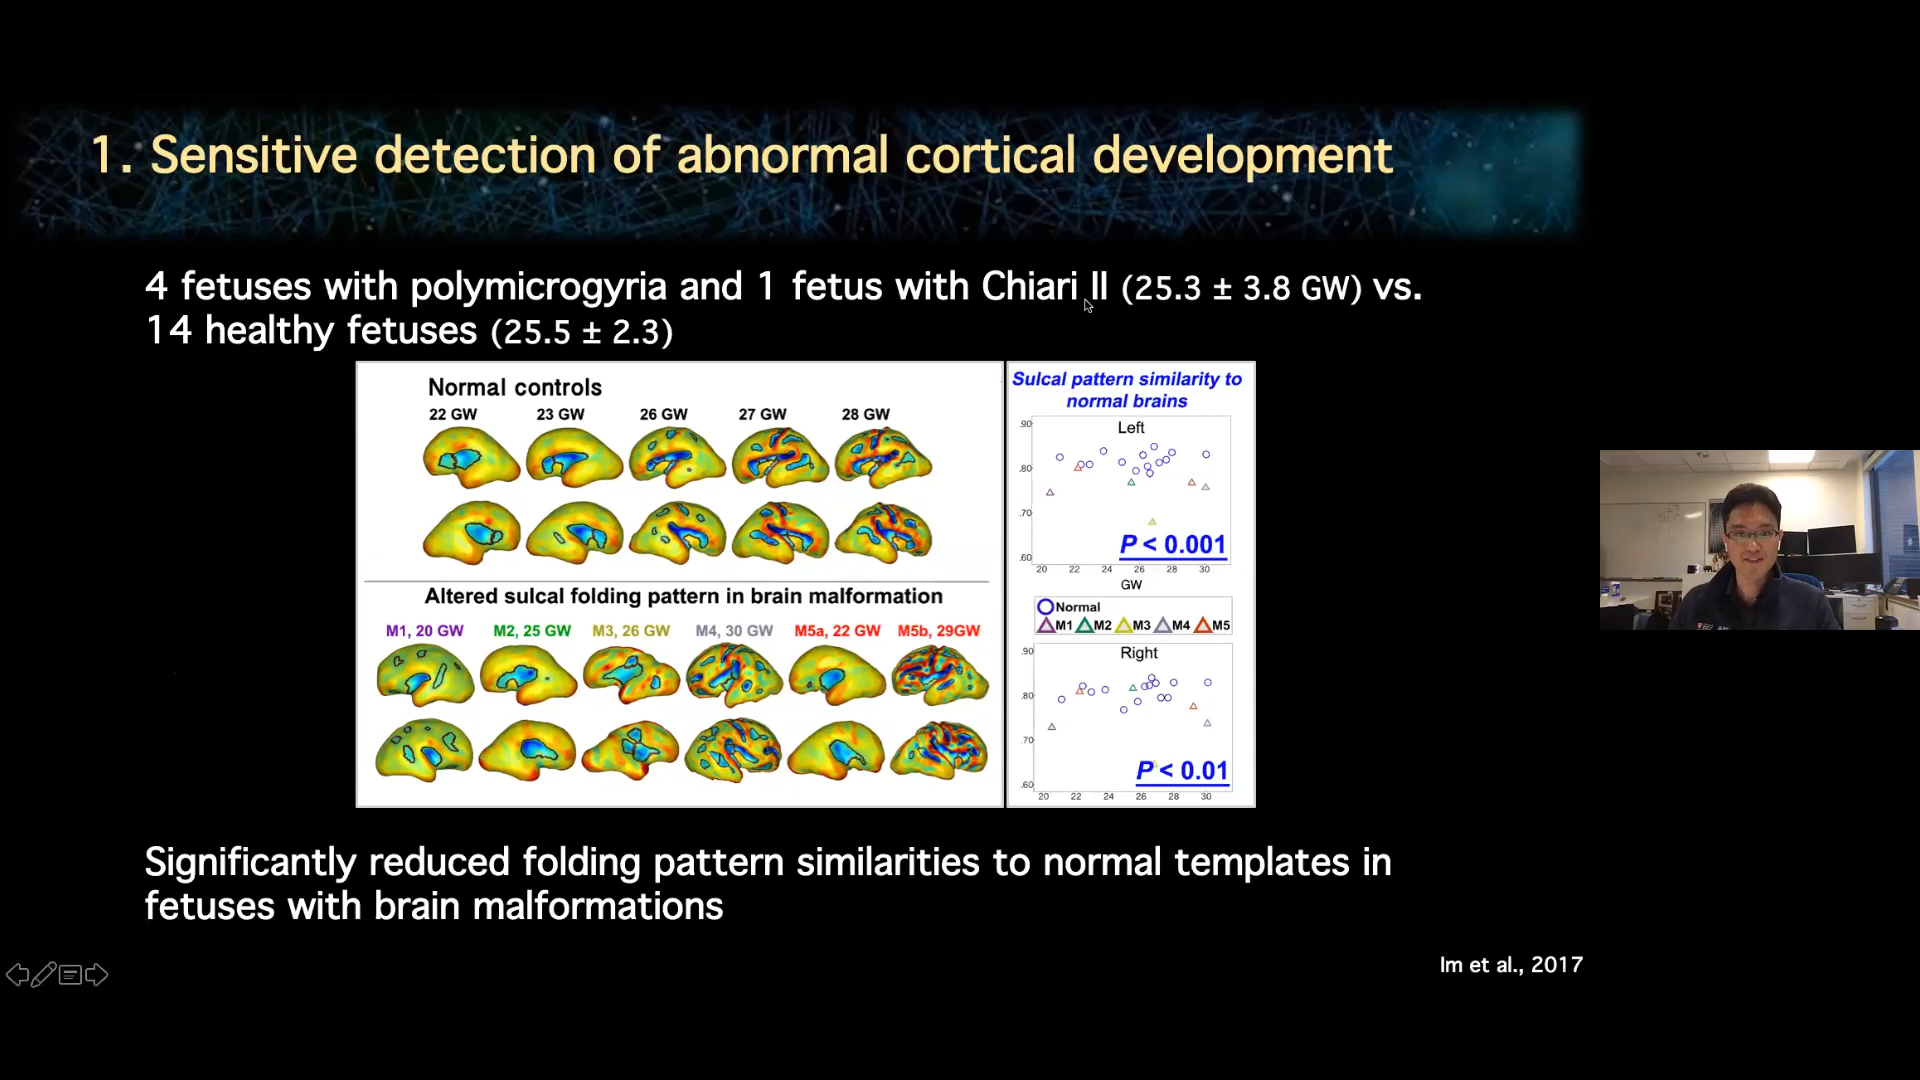 1. Sensitive detection of abnormal cortical development
4 fetuses with polymicrogyria and 1 fetus with Chiari II (25.3 ± 3.8 GW) vs.
14 healthy fetuses (25.5 ± 2.3)
Normal controls
22 GW 23 GW 26 GW 27 GW 28 GW
Altered sulcal folding pattern in brain malformation
M1, 20 GW M2, 25 GW M3, 26 GW M4, 30 GW M5a, 22 GW M5b, 29GW
Sulcal pattern similarity to
normal brains
Left
.90
.80
.70
.60
P < 0.001
20 22 24 26 28 30
GW
Normal
M1 M2 M3 M4 M5
Right
.90
.80
.70
.60
P < 0.01
20 22 24 26 28 30
Significantly reduced folding pattern similarities to normal templates in
fetuses with brain malformations
Im et al., 2017